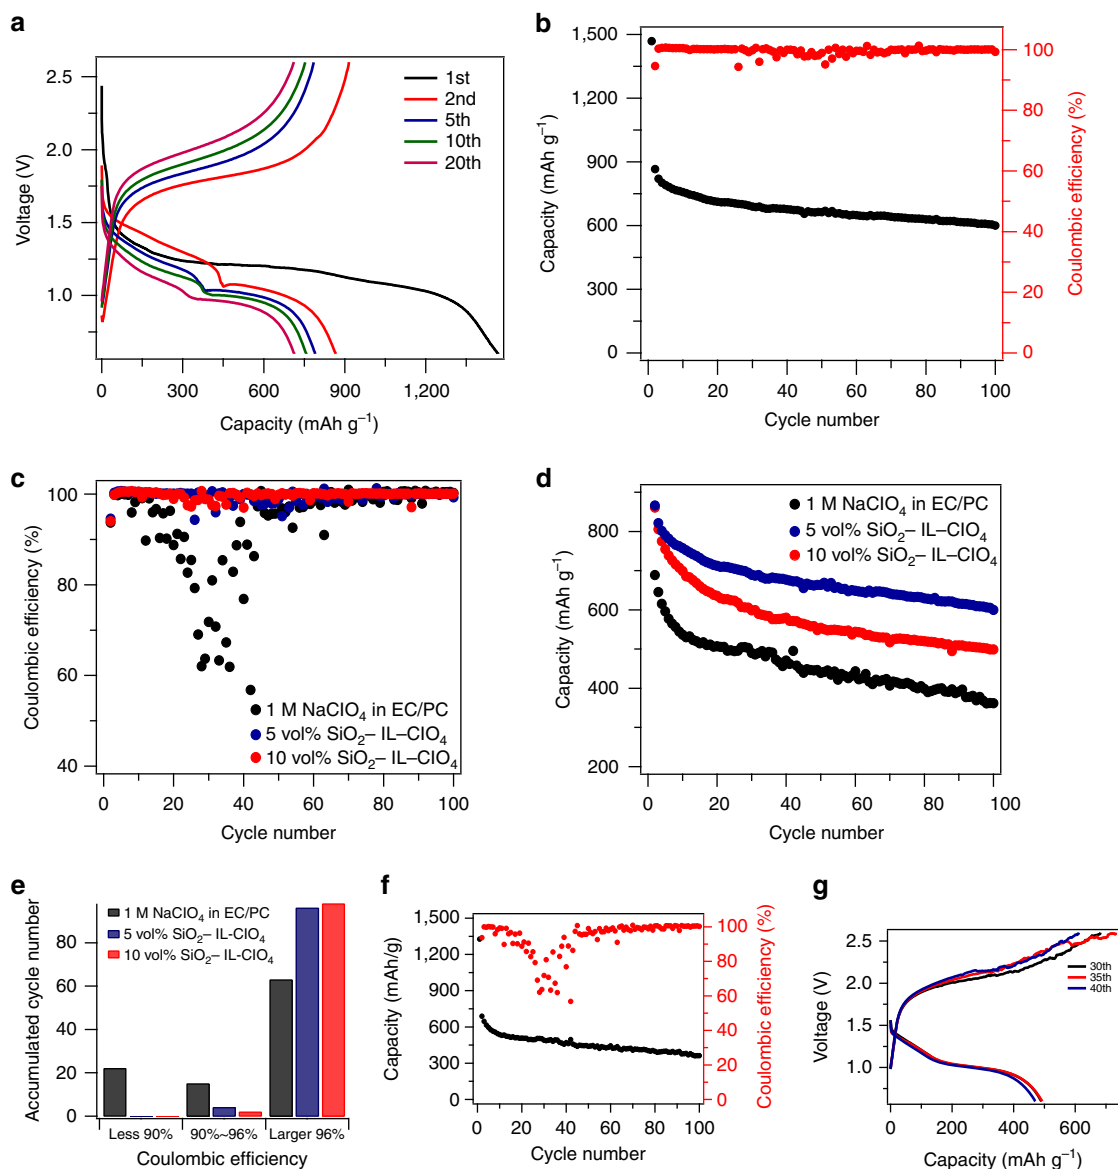 a
2.5
2.0
1.5
1.0
Voltage (V)
1st
2nd
5th
10th
20th
0
300
600
900
1,200
Capacity (mAh g⁻¹)
b
1,500
1,200
900
600
300
0
Capacity (mAh g⁻¹)
100
80
60
40
20
0
Coulombic efficiency (%)
0
20
40
60
80
100
Cycle number
c
100
80
60
40
Coulombic efficiency (%)
1 M NaClO₄ in EC/PC
5 vol% SiO₂– IL–ClO₄
10 vol% SiO₂– IL–ClO₄
0
20
40
60
80
100
Cycle number
d
800
600
400
200
Capacity (mAh g⁻¹)
1 M NaClO₄ in EC/PC
5 vol% SiO₂– IL–ClO₄
10 vol% SiO₂– IL–ClO₄
0
20
40
60
80
100
Cycle number
e
80
60
40
20
0
Accumulated cycle number
1 M NaClO₄ in EC/PC
5 vol% SiO₂– IL-ClO₄
10 vol% SiO₂– IL-ClO₄
Less 90%
90%~96%
Larger 96%
Coulombic efficiency
f
1,500
1,200
900
600
300
0
Capacity (mAh/g)
100
80
60
40
20
0
Coulombic efficiency (%)
0
20
40
60
80
100
Cycle number
g
2.5
2.0
1.5
1.0
Voltage (V)
30th
35th
40th
0
200
400
600
Capacity (mAh g⁻¹)